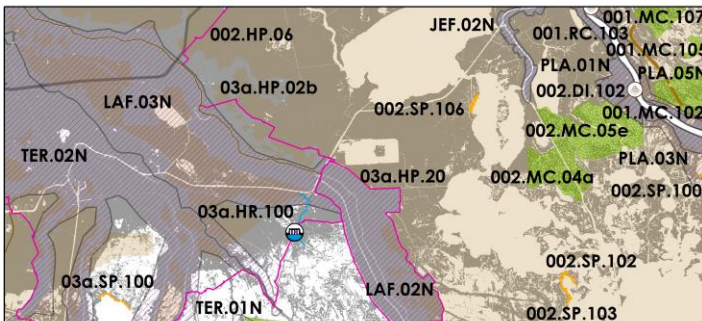 001.MC.107
JEF.02N
002.HP.06
001.RC.103
001.MC.105
PLA.01N
PLA.05N
03a.HP.02b
002.DI.102
LAF.03N
002.SP.106
001.MC.102
002.MC.05e
TER.02N
PLA.03N
03a.HP.20
002.MC.04a
002.SP.100
03a.HR.100
002.SP.102
03a.SP.100
LAF.02N
TER.01N
002.SP.103